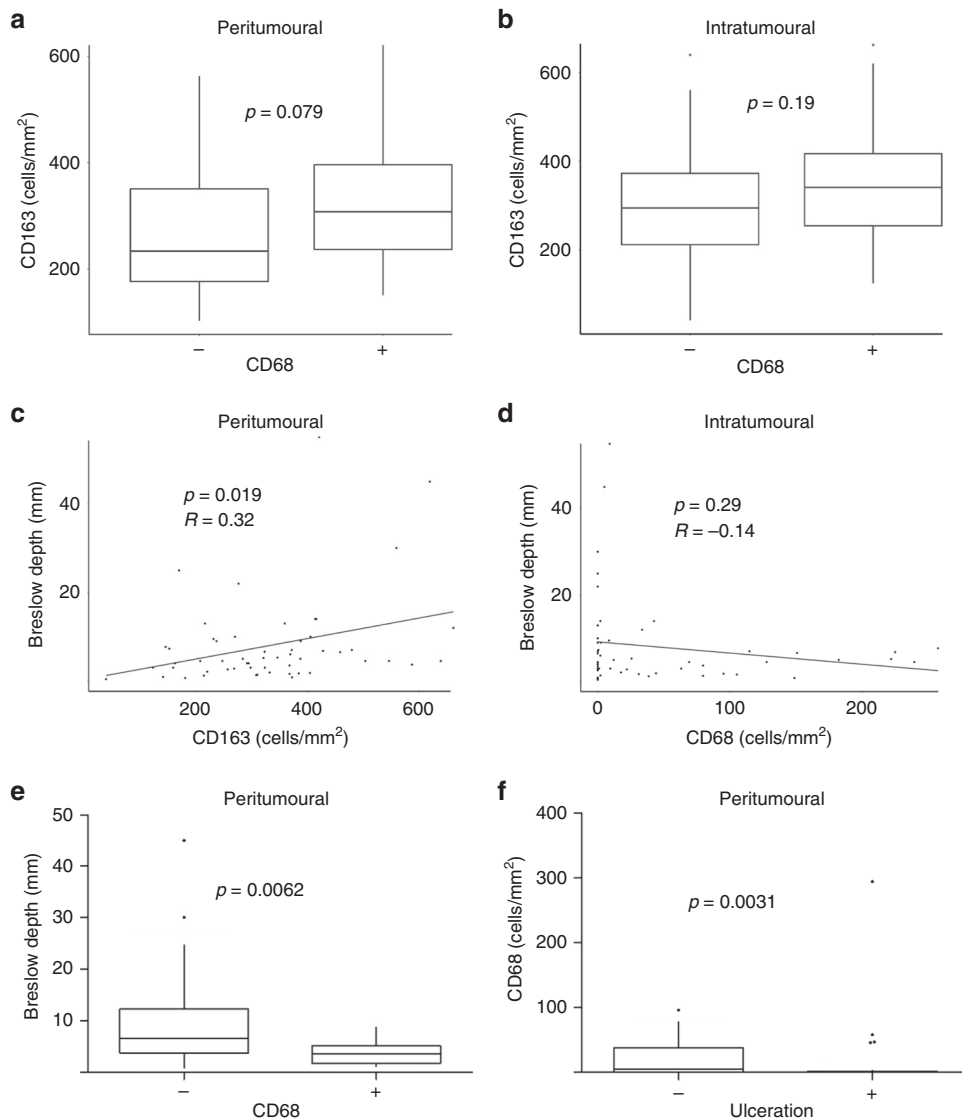 a
Peritumoural
CD163 (cells/mm²)
600
400
200
p = 0.079
− +
CD68
b
Intratumoural
CD163 (cells/mm²)
600
400
200
p = 0.19
− +
CD68
c
Peritumoural
Breslow depth (mm)
40
20
p = 0.019
R = 0.32
200 400 600
CD163 (cells/mm²)
d
Intratumoural
Breslow depth (mm)
40
20
p = 0.29
R = −0.14
0 100 200
CD68 (cells/mm²)
e
Peritumoural
Breslow depth (mm)
50
40
30
20
10
p = 0.0062
− +
CD68
f
Peritumoural
CD68 (cells/mm²)
400
300
200
100
p = 0.0031
− +
Ulceration